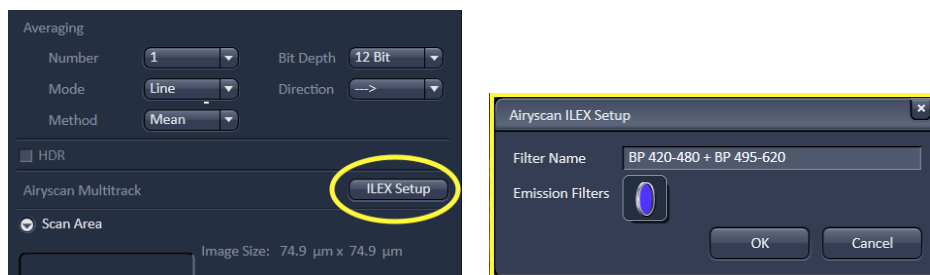 Averaging
Number 1 Bit Depth 12 Bit
Mode Line Direction --->
Method Mean
HDR
Airyscan Multitrack ILEX Setup
Scan Area
Image Size: 74.9 µm x 74.9 µm
Airyscan ILEX Setup
Filter Name BP 420-480 + BP 495-620
Emission Filters
OK Cancel